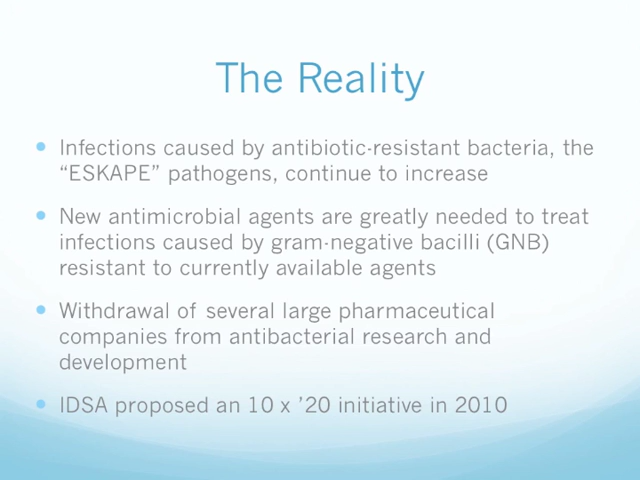 The Reality
• Infections caused by antibiotic-resistant bacteria, the
“ESKAPE” pathogens, continue to increase
• New antimicrobial agents are greatly needed to treat
infections caused by gram-negative bacilli (GNB)
resistant to currently available agents
• Withdrawal of several large pharmaceutical
companies from antibacterial research and
development
• IDSA proposed an 10 x ’20 initiative in 2010